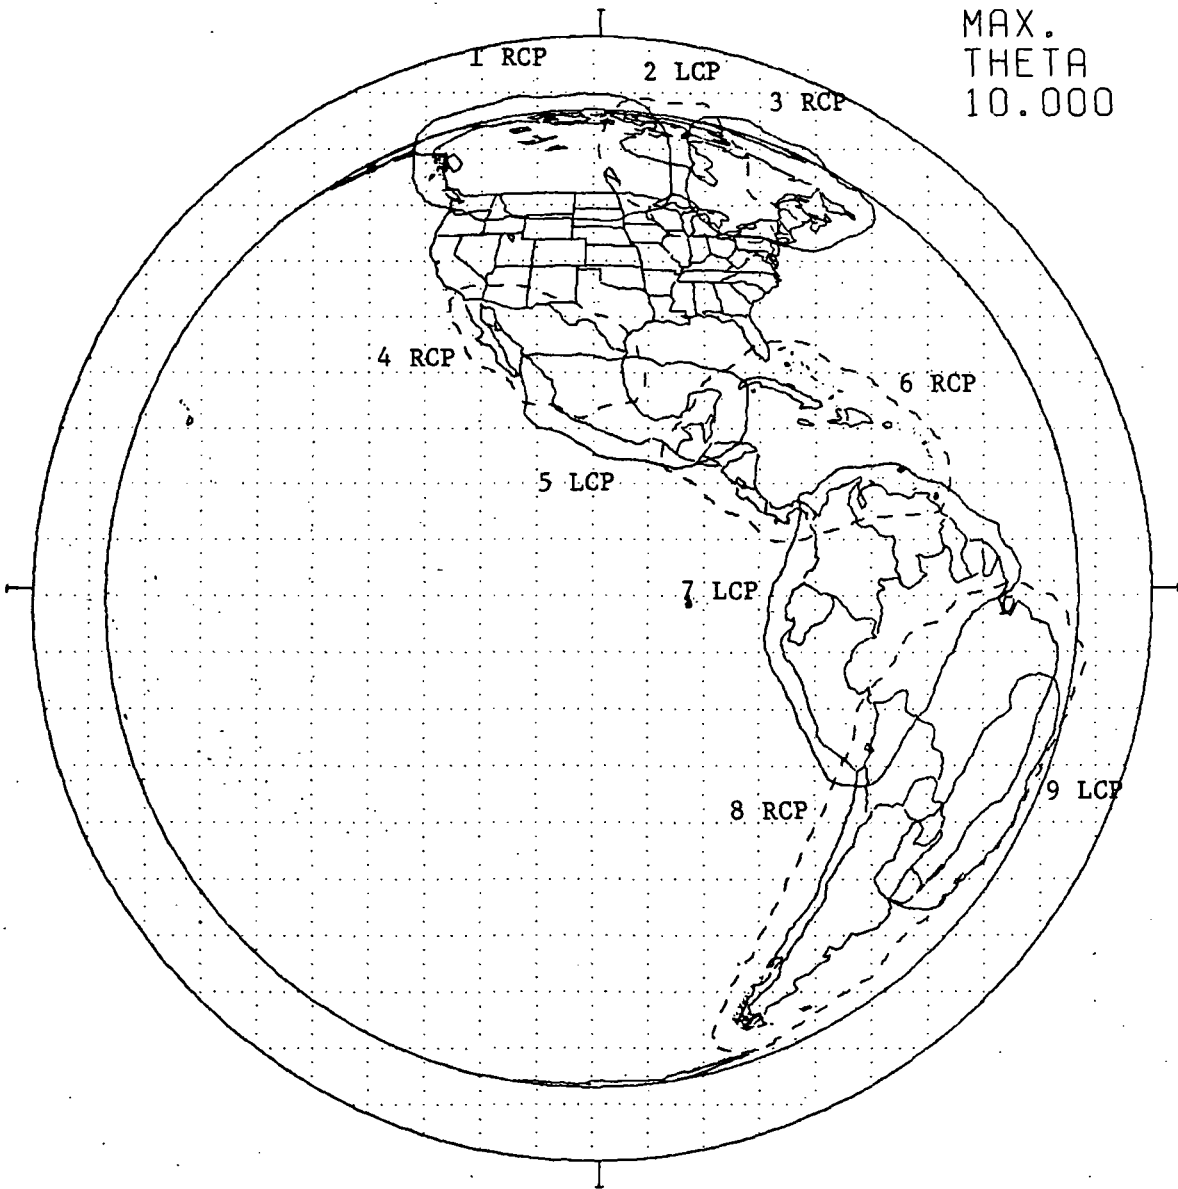 MAX.
THETA
10.000
1 RCP
2 LCP
3 RCP
4 RCP
6 RCP
5 LCP
7 LCP
9 LCP
8 RCP